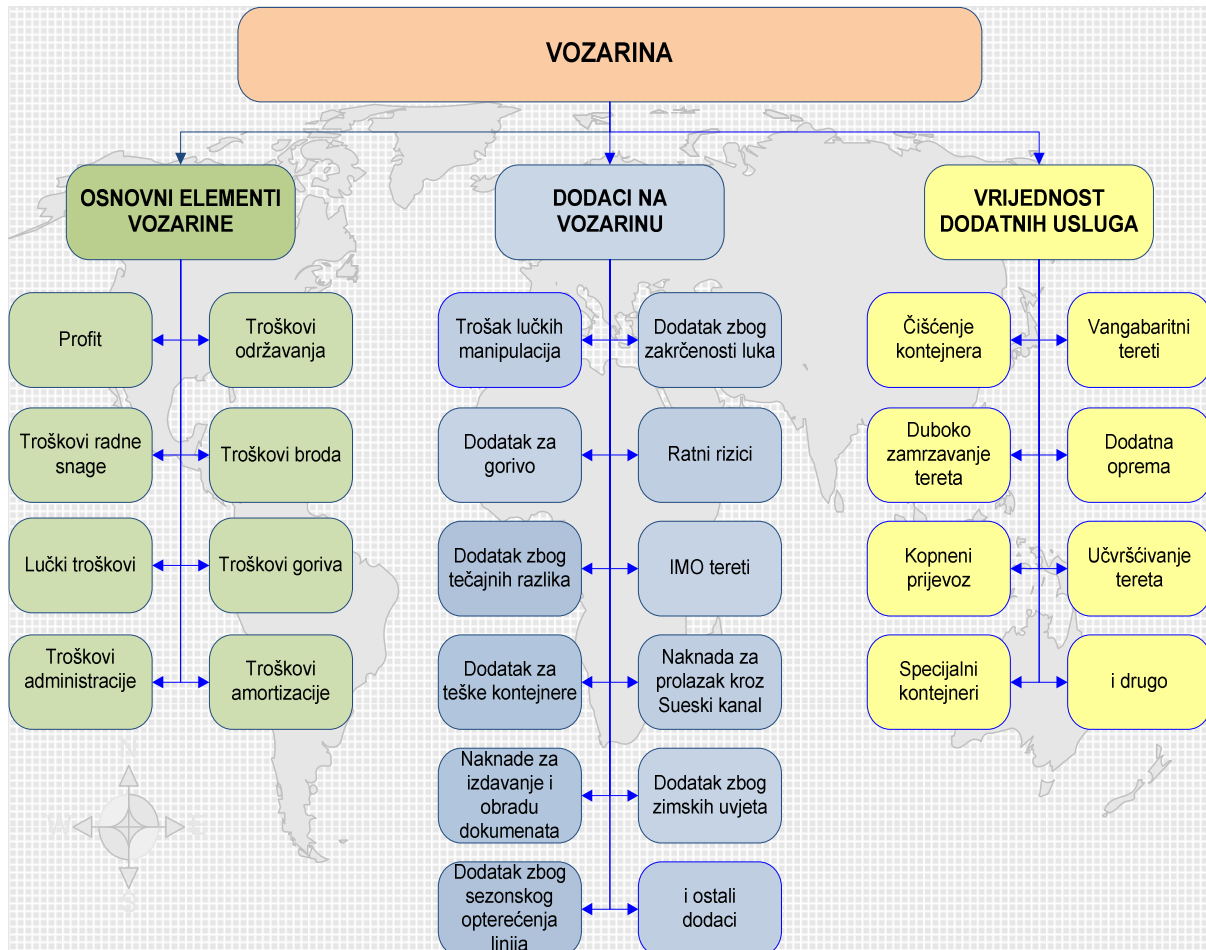 VOZARINA
OSNOVNI ELEMENTI
VOZARINE
DODACI NA
VOZARINU
VRIJEDNOST
DODATNIH USLUGA
Profit
Troškovi
održavanja
Troškovi radne
snage
Troškovi broda
Lučki troškovi
Troškovi goriva
Troškovi
administracije
Troškovi
amortizacije
Trošak lučkih
manipulacija
Dodatak zbog
zakrčenosti luka
Dodatak za
gorivo
Ratni rizici
Dodatak zbog
tečajnih razlika
IMO tereti
Dodatak za
teške kontejnere
Naknada za
prolazak kroz
Sueski kanal
Naknade za
izdavanje i
obradu
dokumenata
Dodatak zbog
zimskih uvjeta
Dodatak zbog
sezonskog
opterećenja
linija
i ostali
dodaci
Čišćenje
kontejnera
Vangabaritni
tereti
Duboko
zamrzavanje
tereta
Dodatna
oprema
Kopneni
prijevoz
Učvršćivanje
tereta
Specijalni
kontejneri
i drugo
N
S